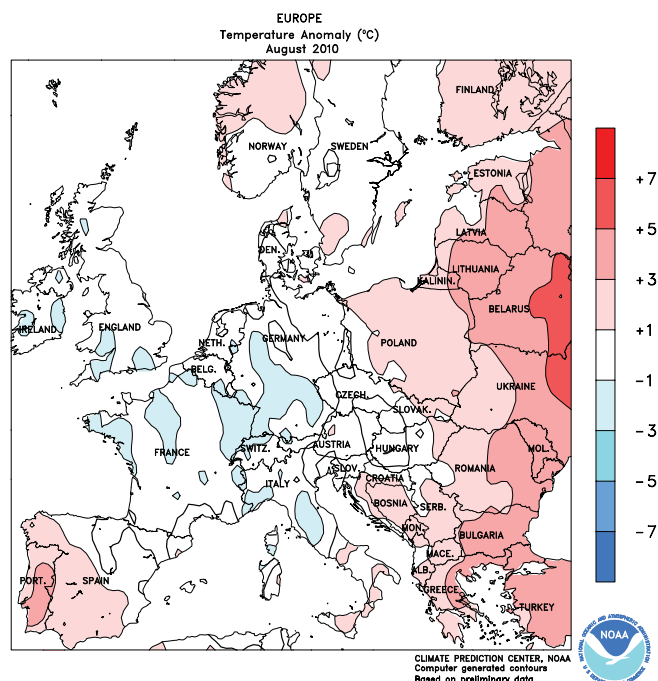 EUROPE
Temperature Anomaly (°C)
August 2010
FINLAND
NORWAY
SWEDEN
ESTONIA
LATVIA
DEN.
LITHUANIA
KALININ.
IRELAND
ENGLAND
BELARUS
NETH.
GERMANY
POLAND
BELG.
UKRAINE
CZECH.
SLOVAK.
FRANCE
SWITZ.
AUSTRIA
HUNGARY
MOL.
SLOV.
ROMANIA
ITALY
CROATIA
BOSNIA
SERB.
MON.
BULGARIA
MACE.
ALB.
PORT.
SPAIN
GREECE
TURKEY
+7
+5
+3
+1
-1
-3
-5
-7
NOAA
CLIMATE PREDICTION CENTER, NOAA
Computer generated contours
Based on preliminary data